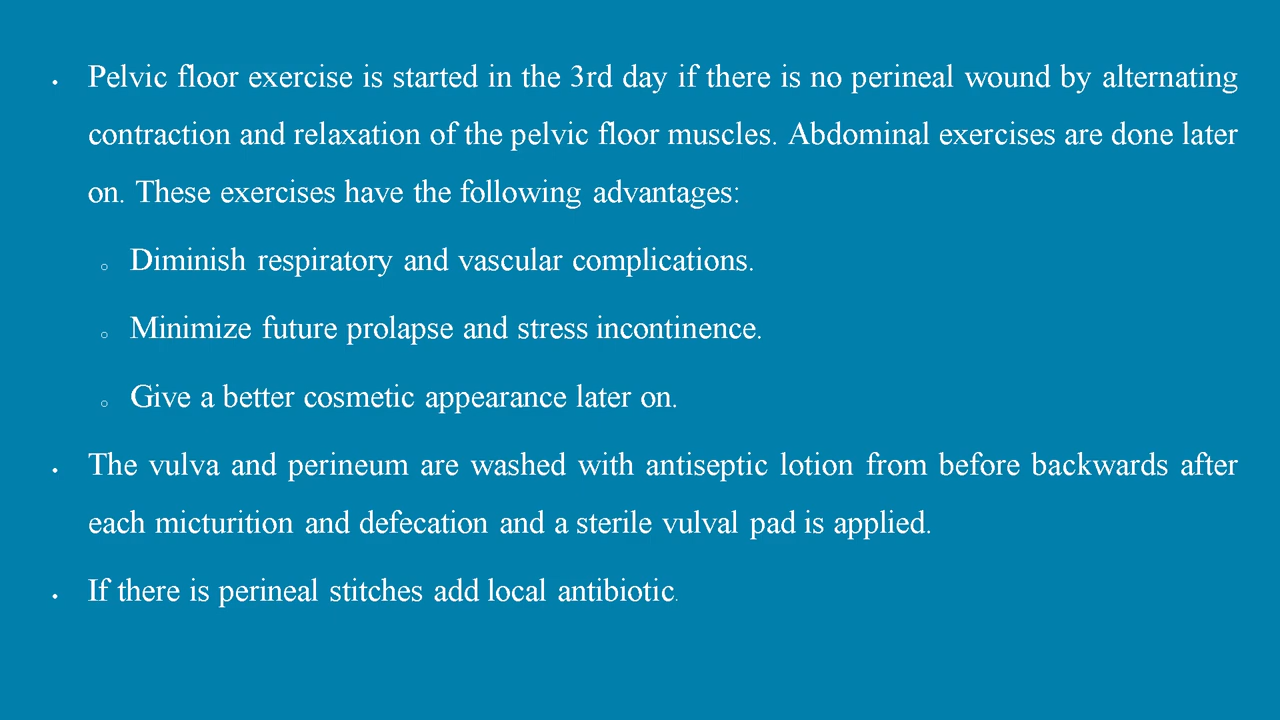 • Pelvic floor exercise is started in the 3rd day if there is no perineal wound by alternating
contraction and relaxation of the pelvic floor muscles. Abdominal exercises are done later
on. These exercises have the following advantages:
○ Diminish respiratory and vascular complications.
○ Minimize future prolapse and stress incontinence.
○ Give a better cosmetic appearance later on.
• The vulva and perineum are washed with antiseptic lotion from before backwards after
each micturition and defecation and a sterile vulval pad is applied.
• If there is perineal stitches add local antibiotic.